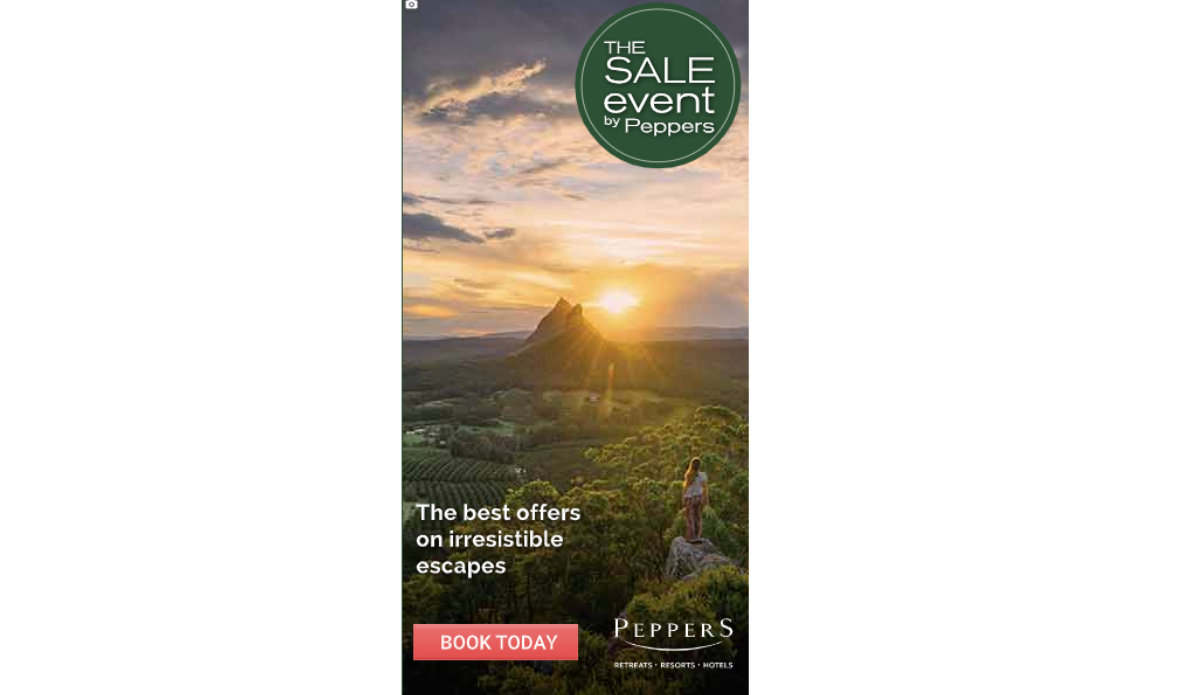 THE
SALE
event
by Peppers
The best offers
on irresistible
escapes
BOOK TODAY
PEPPERS
RETREATS · RESORTS · HOTELS